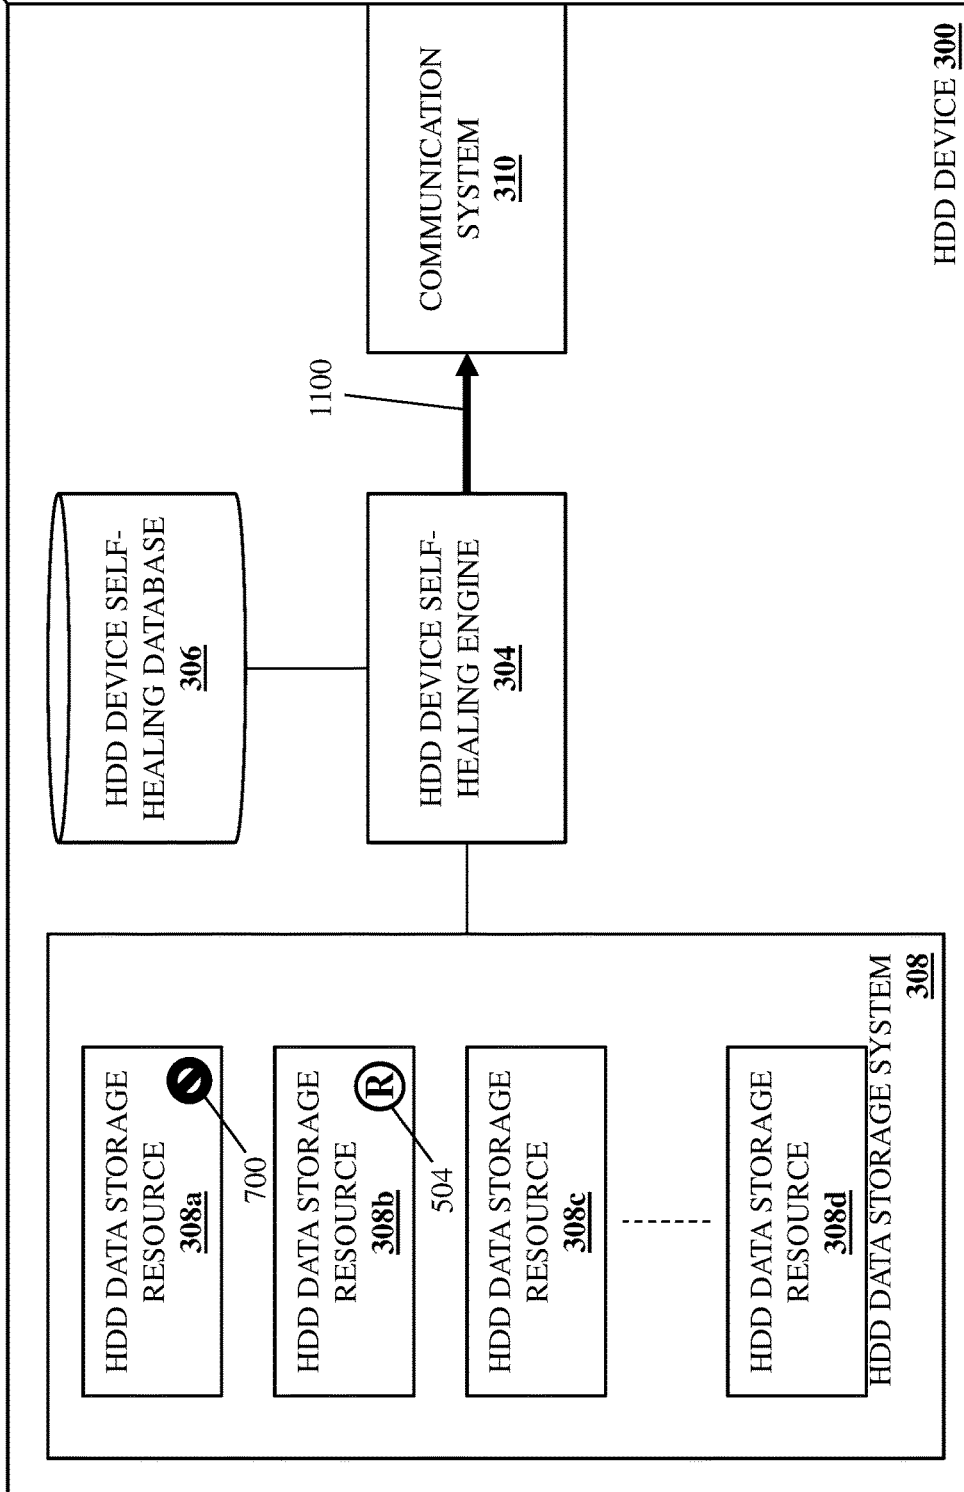 HDD DEVICE 300
HDD DATA STORAGE
RESOURCE
308a
700
HDD DATA STORAGE
RESOURCE
308b
R
504
HDD DATA STORAGE
RESOURCE
308c
HDD DATA STORAGE
RESOURCE
308d
HDD DATA STORAGE SYSTEM
308
HDD DEVICE SELF-
HEALING DATABASE
306
HDD DEVICE SELF-
HEALING ENGINE
304
1100
COMMUNICATION
SYSTEM
310